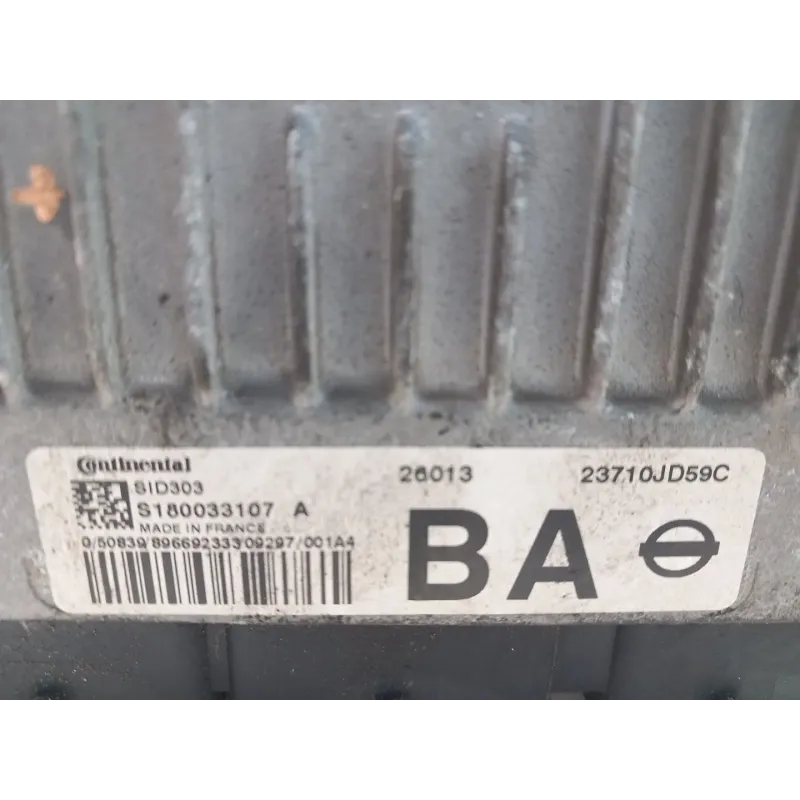 Continental 26013 23710JD59C
SID303
S180033107 A
MADE IN FRANCE
0/50839/896692333/09297/001A4
BA